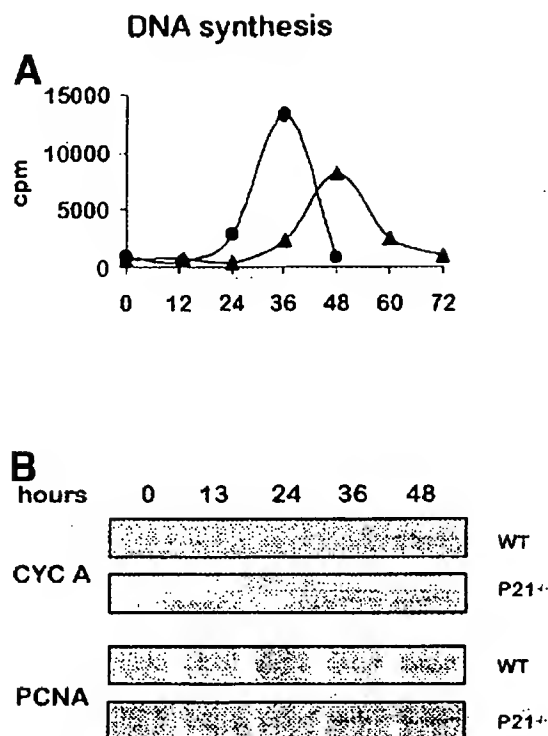 DNA synthesis
A
15000
10000
5000
0
cpm
0 12 24 36 48 60 72
B
hours 0 13 24 36 48
CYC A
WT
P21-/-
PCNA
WT
P21-/-